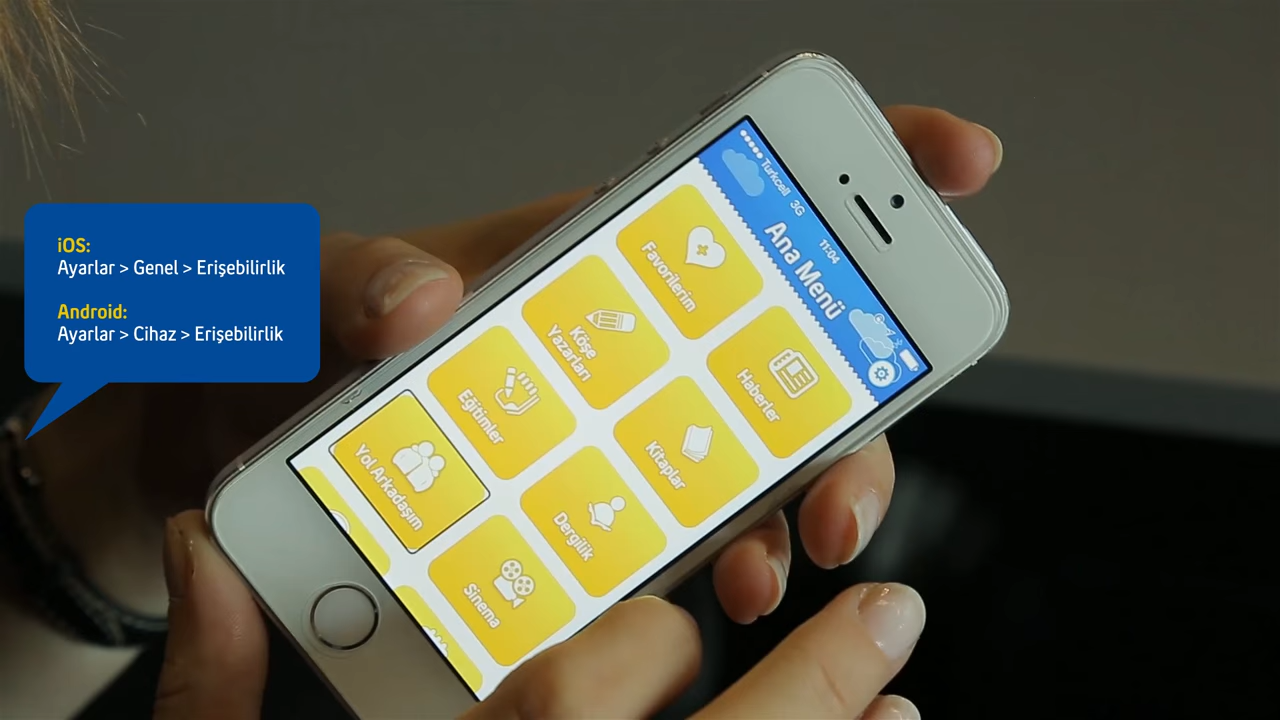 iOS:
Ayarlar > Genel > Erişebilirlik
Android:
Ayarlar > Cihaz > Erişebilirlik
Turkcell 3G
11:04
Ana Menü
Favorilerim
Haberler
Köşe
Yazarları
Kitaplar
Eğitimler
Dergilik
Yol Arkadaşım
Sinema